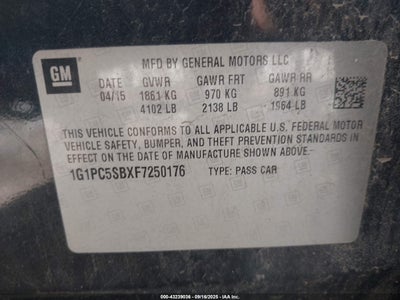 GM
MFD BY GENERAL MOTORS LLC
DATE GVWR GAWR FRT GAWR RR
04/15 1861 KG 970 KG 891 KG
4102 LB 2138 LB 1964 LB
THIS VEHICLE CONFORMS TO ALL APPLICABLE U.S. FEDERAL MOTOR
VEHICLE SAFETY, BUMPER, AND THEFT PREVENTION STANDARDS IN
EFFECT ON THE DATE OF MANUFACTURE SHOWN ABOVE.
1G1PC5SBXF7250176 TYPE: PASS CAR
000-43239036 - 09/16/2025 - © IAA, Inc.